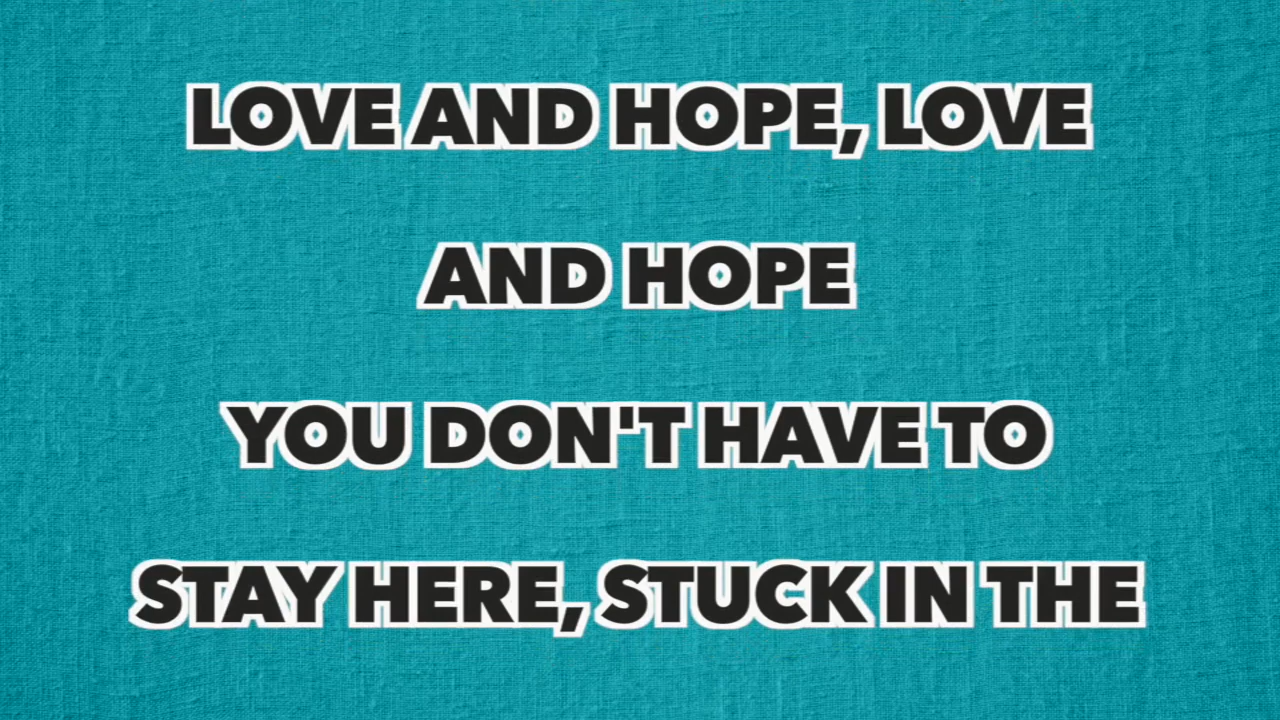 LOVE AND HOPE, LOVE
AND HOPE
YOU DON'T HAVE TO
STAY HERE, STUCK IN THE